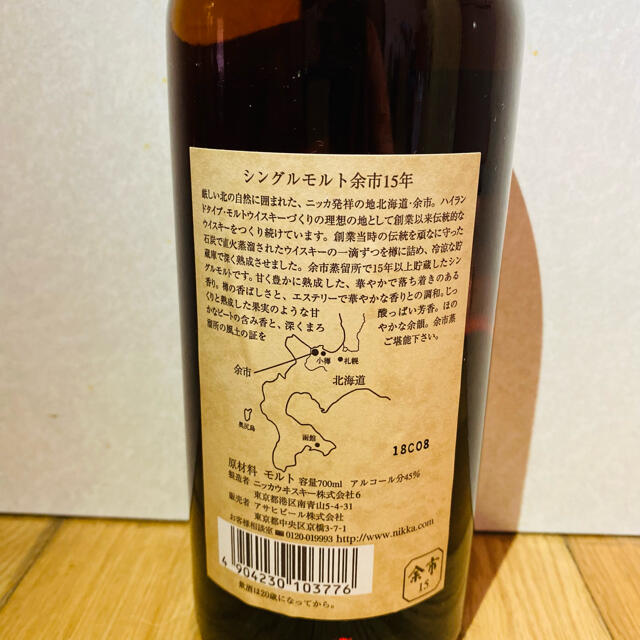 シングルモルト余市15年
厳しい北の自然に囲まれた、ニッカ発祥の地北海道・余市。ハイラン
ドタイプ・モルトウイスキーづくりの理想の地として創業以来伝統的な
ウイスキーをつくり続けています。創業当時の伝統を頑なに守った
石炭で直火蒸溜されたウイスキーの一滴ずつを樽に詰め、冷涼な貯
蔵庫で深く熟成させました。余市蒸留所で15年以上貯蔵したシン
グルモルトです。甘く豊かに熟成した、華やかで落ち着きのある
香り。樽の香ばしさと、エステリーで華やかな香りとの調和。じっ
くりと熟成した果実のような甘酸っぱい芳香。ほの
かなピートの含み香と、深くまろやかな余韻。余市蒸
溜所の風土の証をご堪能下さい。
小樽
札幌
余市
北海道
奥尻島
函館
18C08
原材料 モルト 容量700ml アルコール分45%
製造者 ニッカウヰスキー株式会社6
東京都港区南青山5-4-31
販売者 アサヒビール株式会社
東京都中央区京橋3-7-1
お客様相談室 0120-019993 http://www.nikka.com
4 904230 103776
飲酒は20歳になってから。
余市
15